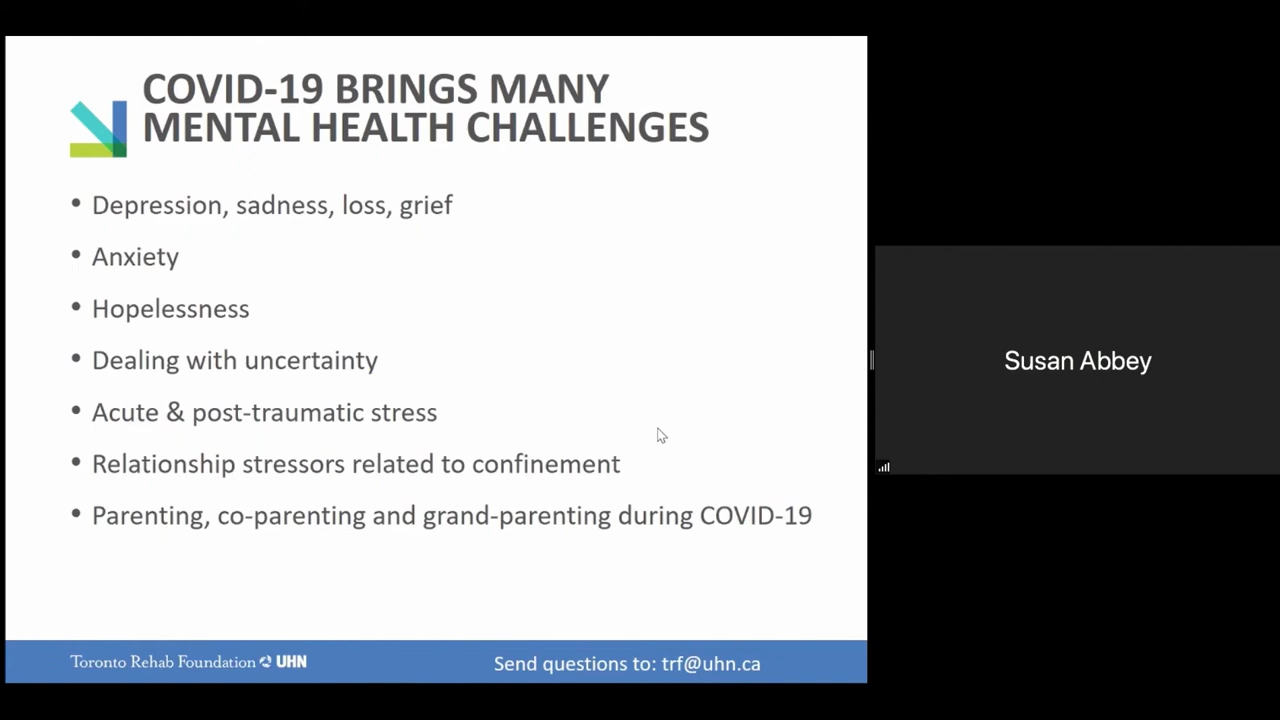 COVID-19 BRINGS MANY
MENTAL HEALTH CHALLENGES
• Depression, sadness, loss, grief
• Anxiety
• Hopelessness
• Dealing with uncertainty
• Acute & post-traumatic stress
• Relationship stressors related to confinement
• Parenting, co-parenting and grand-parenting during COVID-19
Toronto Rehab Foundation UHN
Send questions to: trf@uhn.ca
Susan Abbey